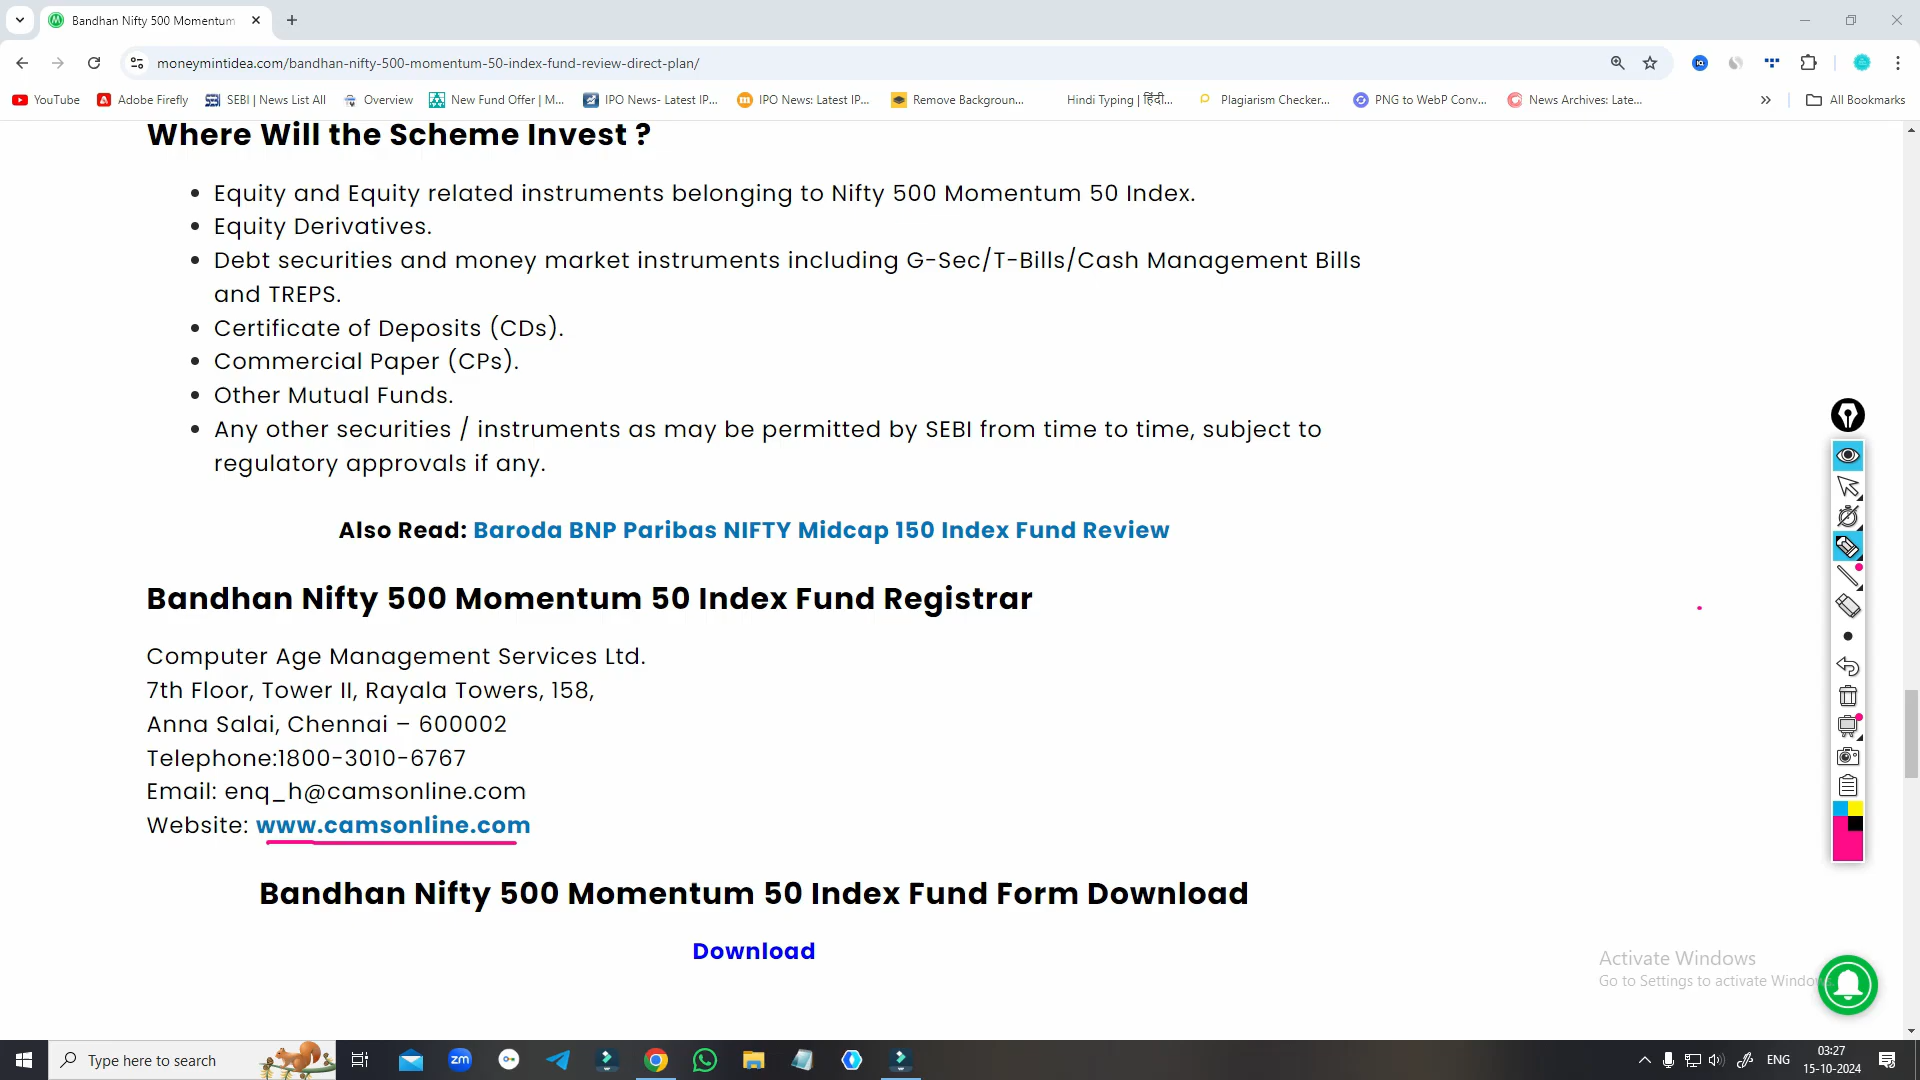 Bandhan Nifty 500 Momentum
moneymintidea.com/bandhan-nifty-500-momentum-50-index-fund-review-direct-plan/
YouTube
Adobe Firefly
SEBI | News List All
Overview
New Fund Offer | M...
IPO News- Latest IP...
IPO News: Latest IP...
Remove Backgroun...
Hindi Typing | हिंदी...
Plagiarism Checker...
PNG to WebP Conv...
News Archives: Late...
All Bookmarks
Where Will the Scheme Invest ?
Equity and Equity related instruments belonging to Nifty 500 Momentum 50 Index.
Equity Derivatives.
Debt securities and money market instruments including G-Sec/T-Bills/Cash Management Bills
and TREPS.
Certificate of Deposits (CDs).
Commercial Paper (CPs).
Other Mutual Funds.
Any other securities / instruments as may be permitted by SEBI from time to time, subject to
regulatory approvals if any.
Also Read: Baroda BNP Paribas NIFTY Midcap 150 Index Fund Review
Bandhan Nifty 500 Momentum 50 Index Fund Registrar
Computer Age Management Services Ltd.
7th Floor, Tower II, Rayala Towers, 158,
Anna Salai, Chennai – 600002
Telephone:1800-3010-6767
Email: enq_h@camsonline.com
Website: www.camsonline.com
Bandhan Nifty 500 Momentum 50 Index Fund Form Download
Download
Activate Windows
Go to Settings to activate Windows.
Type here to search
zm
ENG
03:27
15-10-2024